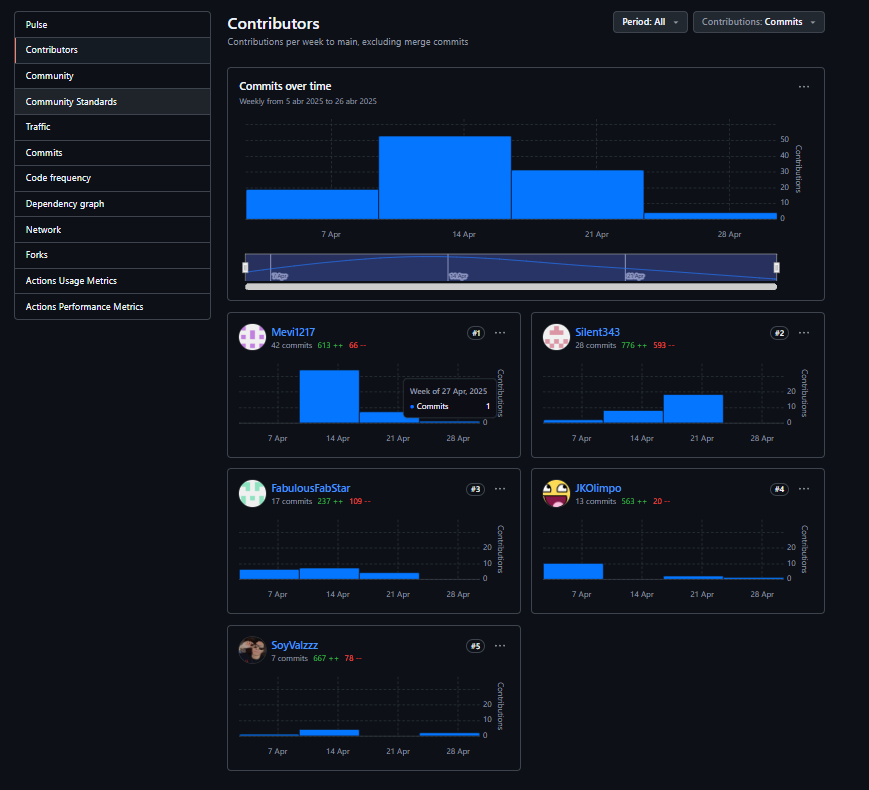 Pulse
Contributors
Community
Community Standards
Traffic
Commits
Code frequency
Dependency graph
Network
Forks
Actions Usage Metrics
Actions Performance Metrics
Contributors
Contributions per week to main, excluding merge commits
Period: All
Contributions: Commits
Commits over time
Weekly from 5 abr 2025 to 26 abr 2025
50
40
30
20
10
0
Contributions
7 Apr 14 Apr 21 Apr 28 Apr
7 Apr 14 Apr 21 Apr
Mevi1217 #1
42 commits 613 ++ 66 --
Week of 27 Apr, 2025
Commits 1
0
Contributions
7 Apr 14 Apr 21 Apr 28 Apr
Silent343 #2
28 commits 776 ++ 593 --
20
10
0
Contributions
7 Apr 14 Apr 21 Apr 28 Apr
FabulousFabStar #3
17 commits 237 ++ 109 --
20
10
0
Contributions
7 Apr 14 Apr 21 Apr 28 Apr
JKOlimpo #4
13 commits 563 ++ 20 --
20
10
0
Contributions
7 Apr 14 Apr 21 Apr 28 Apr
SoyValzzz #5
7 commits 667 ++ 78 --
20
10
0
Contributions
7 Apr 14 Apr 21 Apr 28 Apr